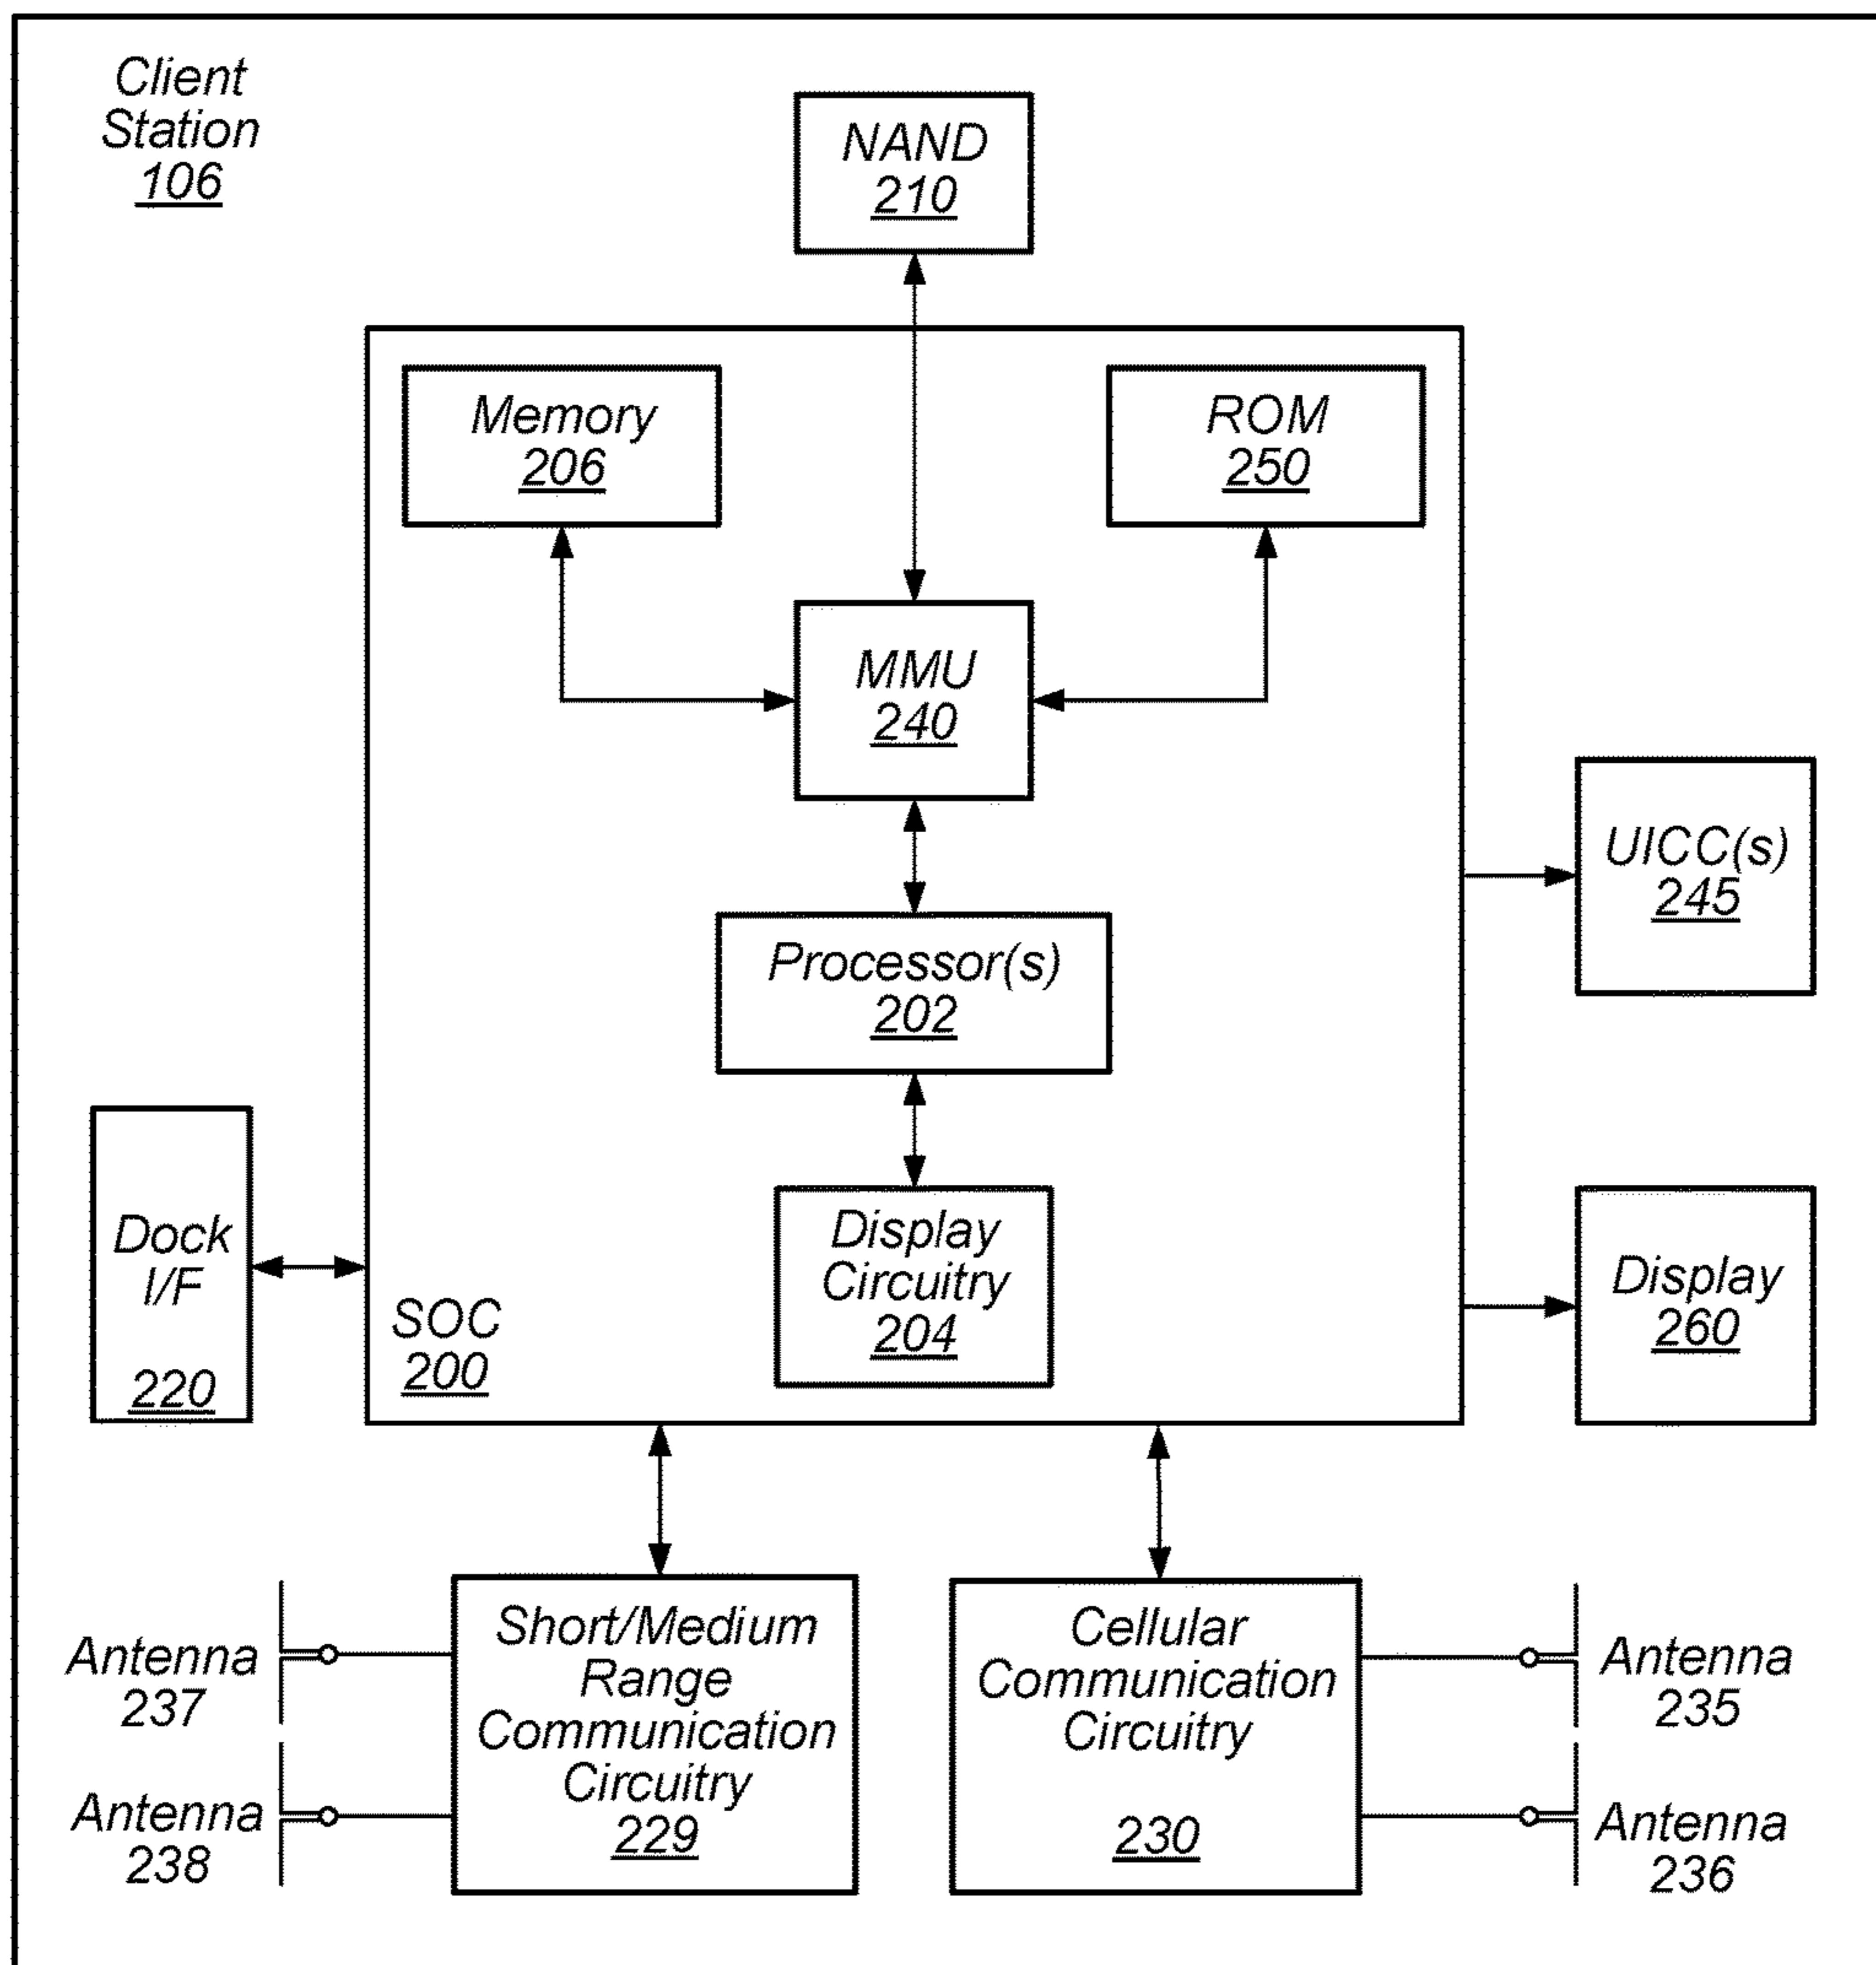 Client
Station
106
NAND
210
Memory
206
ROM
250
MMU
240
UICC(s)
245
Processor(s)
202
Dock
I/F
220
Display
Circuitry
204
SOC
200
Display
260
Short/Medium
Range
Communication
Circuitry
229
Cellular
Communication
Circuitry
230
Antenna
237
Antenna
238
Antenna
235
Antenna
236